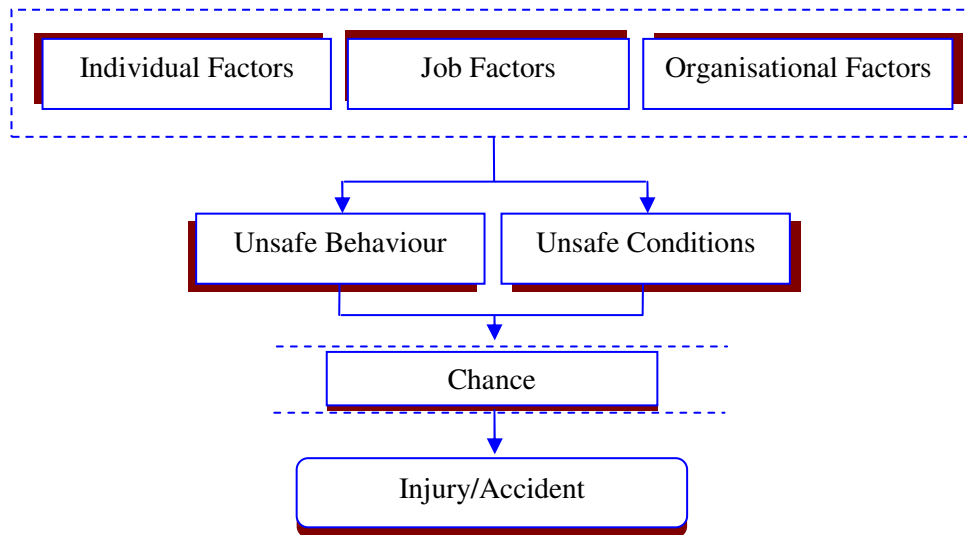 Individual Factors
Job Factors
Organisational Factors
Unsafe Behaviour
Unsafe Conditions
Chance
Injury/Accident